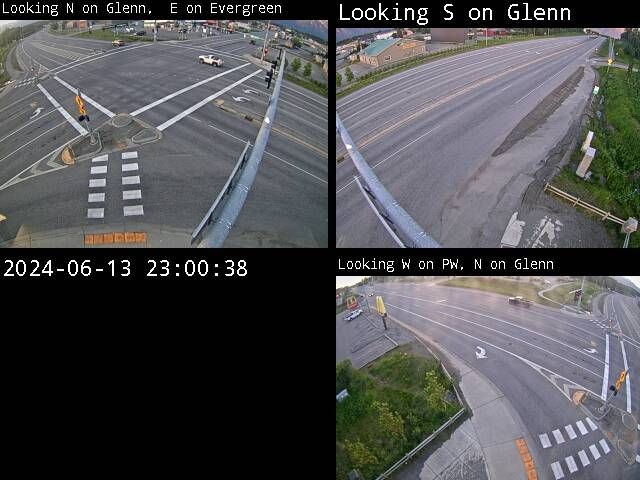 Looking N on Glenn,  E on Evergreen
Looking S on Glenn
2024-06-13 23:00:38
Looking W on PW, N on Glenn